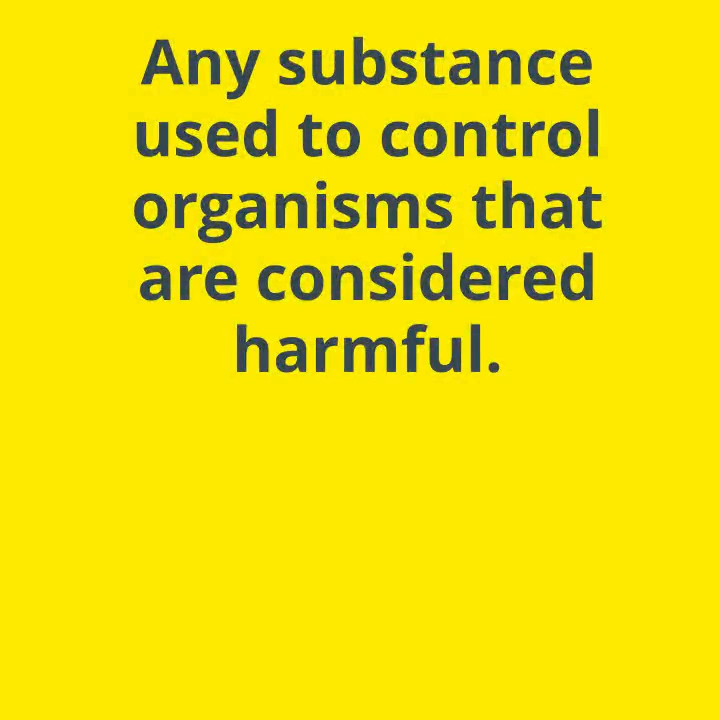 Any substance
used to control
organisms that
are considered
harmful.